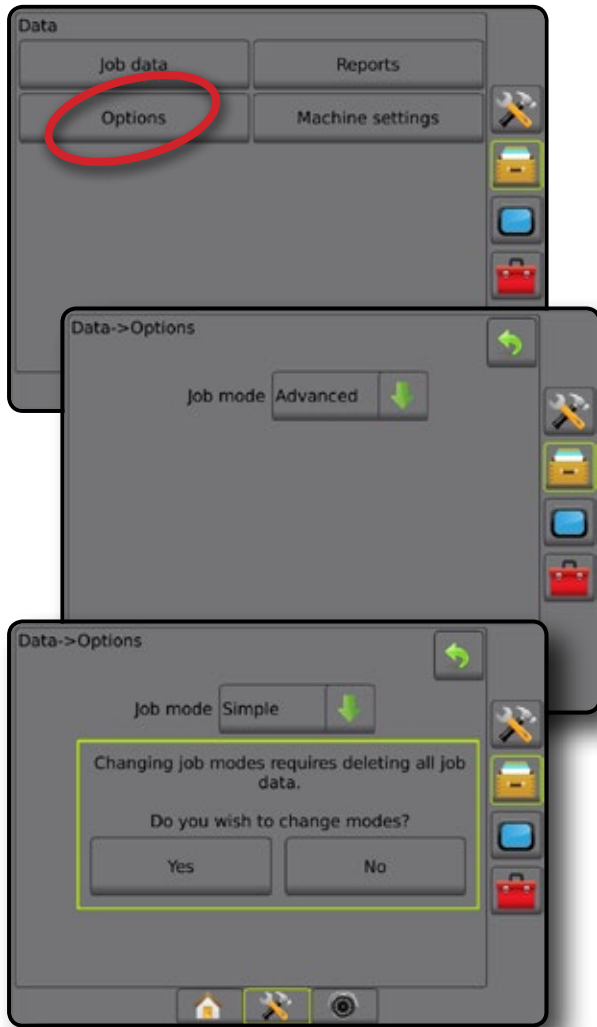 Data
Job data
Reports
Options
Machine settings
Data->Options
Job mode Advanced
Data->Options
Job mode Simple
Changing job modes requires deleting all job
data.
Do you wish to change modes?
Yes
No